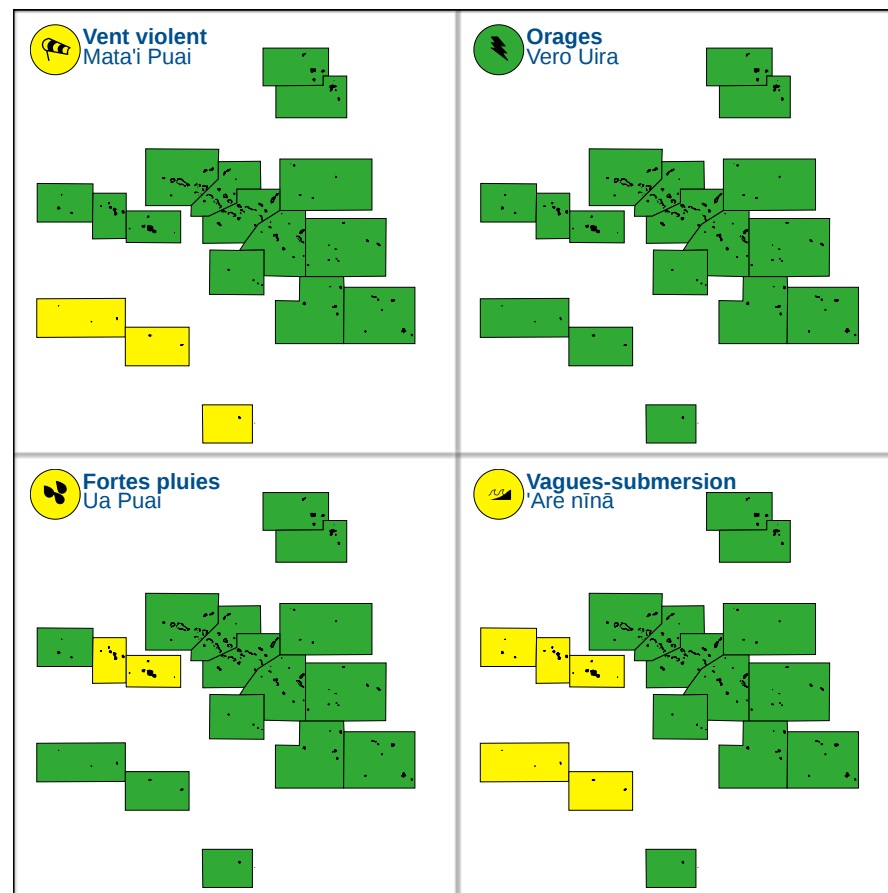 Vent violent
Mata'i Puai
Orages
Vero Uira
Fortes pluies
Ua Puai
Vagues-submersion
'Are nīnā